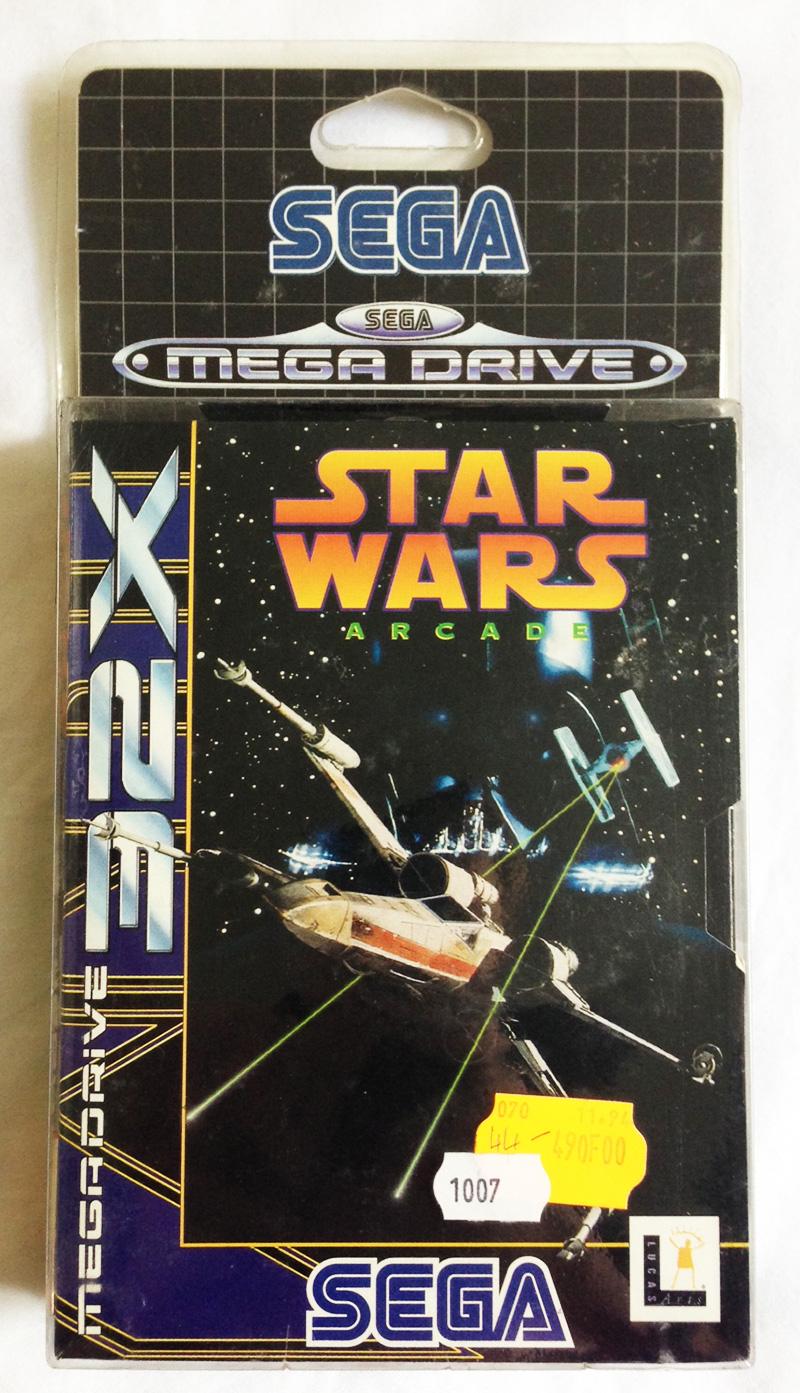 SEGA
SEGA
MEGA DRIVE
STAR
WARS
ARCADE
MEGADRIVE 32X
070 11.94
44 - 490F00
1007
LUCAS
Arts
SEGA